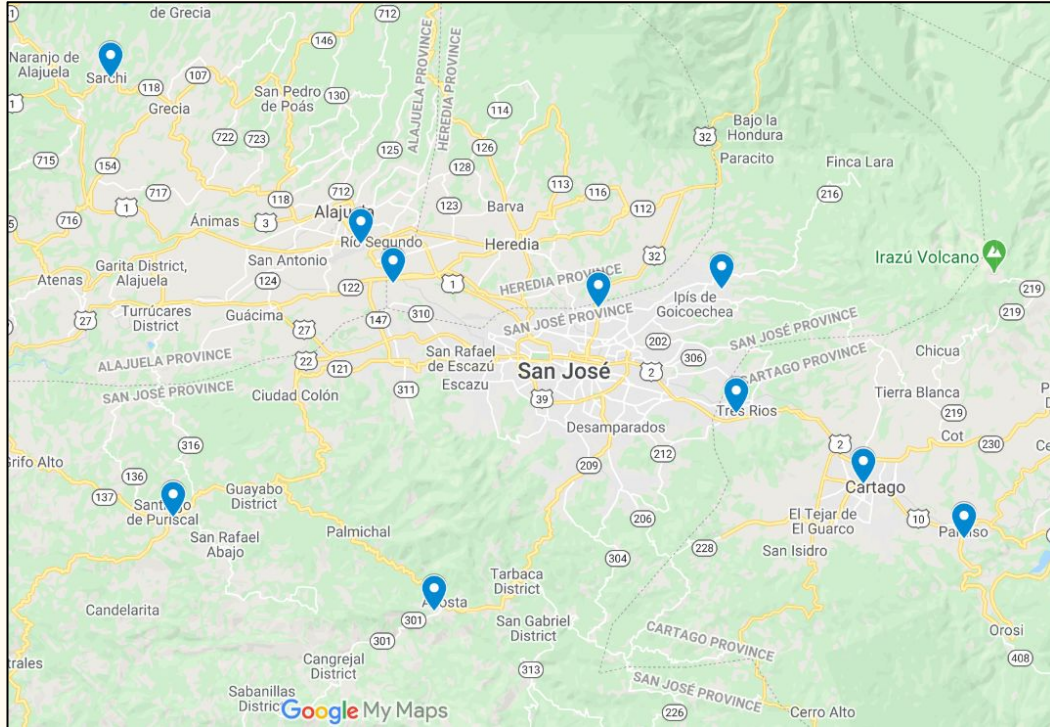 de Grecia
712
146
Naranjo de
Alajuela
Sarchí
118
107
Grecia
San Pedro
de Poás
130
ALAJUELA PROVINCE
HEREDIA PROVINCE
114
32
Bajo la
Hondura
Paracito
Finca Lara
216
1
715
154
722
723
125
126
128
113
116
112
717
1
118
712
123
Barva
716
Ánimas
3
Alajuela
Río Segundo
Heredia
32
Irazú Volcano
219
219
San Antonio
Garita District,
Alajuela
Atenas
124
122
1
HEREDIA PROVINCE
Ipís de
Goicoechea
27
Turrúcares
District
Guácima
27
147
310
SAN JOSÉ PROVINCE
202
306
SAN JOSÉ PROVINCE
CARTAGO PROVINCE
Chicua
ALAJUELA PROVINCE
SAN JOSÉ PROVINCE
22
121
San Rafael
de Escazú
Escazu
311
San José
2
39
Ciudad Colón
Tres Rios
Tierra Blanca
219
Cot
230
Desamparados
2
316
209
212
Grifo Alto
136
137
Santiago
de Puriscal
Guayabo
District
Palmichal
San Rafael
Abajo
206
Cartago
El Tejar de
El Guarco
10
Paraíso
228
San Isidro
304
Tarbaca
District
Candelarita
Acosta
301
301
San Gabriel
District
CARTAGO PROVINCE
SAN JOSÉ PROVINCE
Orosi
408
Cangrejal
District
313
226
Cerro Alto
Sabanillas
District
Google My Maps